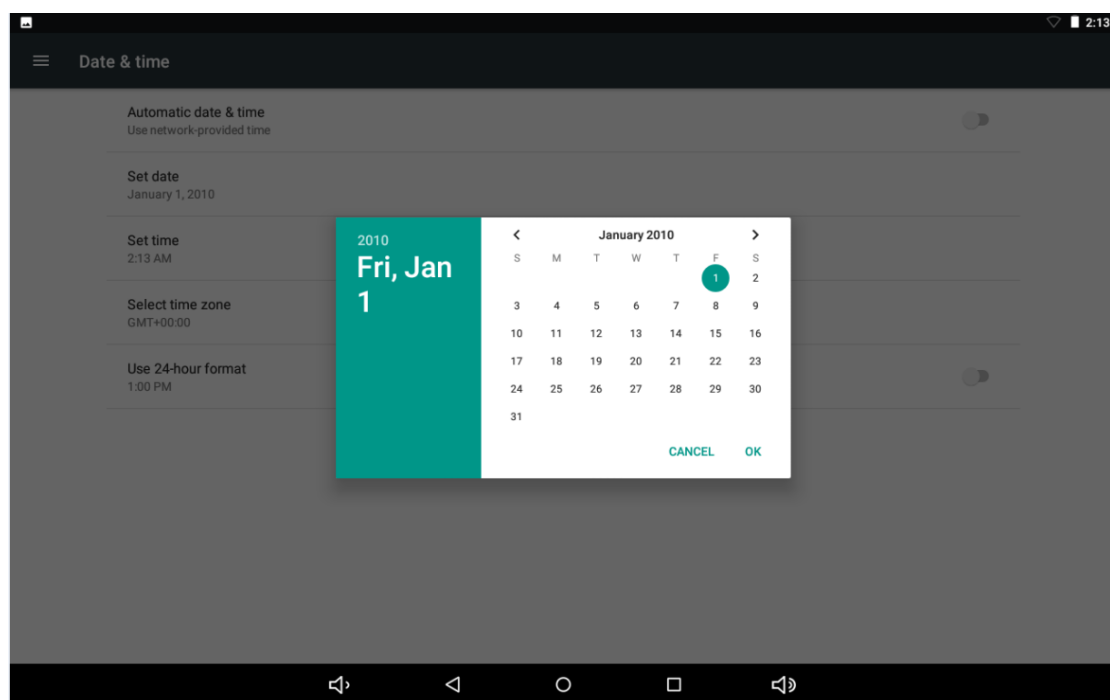 2:13
Date & time
Automatic date & time
Use network-provided time
Set date
January 1, 2010
Set time
2:13 AM
Select time zone
GMT+00:00
Use 24-hour format
1:00 PM
2010
Fri, Jan
1
January 2010
S M T W T F S
1 2
3 4 5 6 7 8 9
10 11 12 13 14 15 16
17 18 19 20 21 22 23
24 25 26 27 28 29 30
31
CANCEL OK